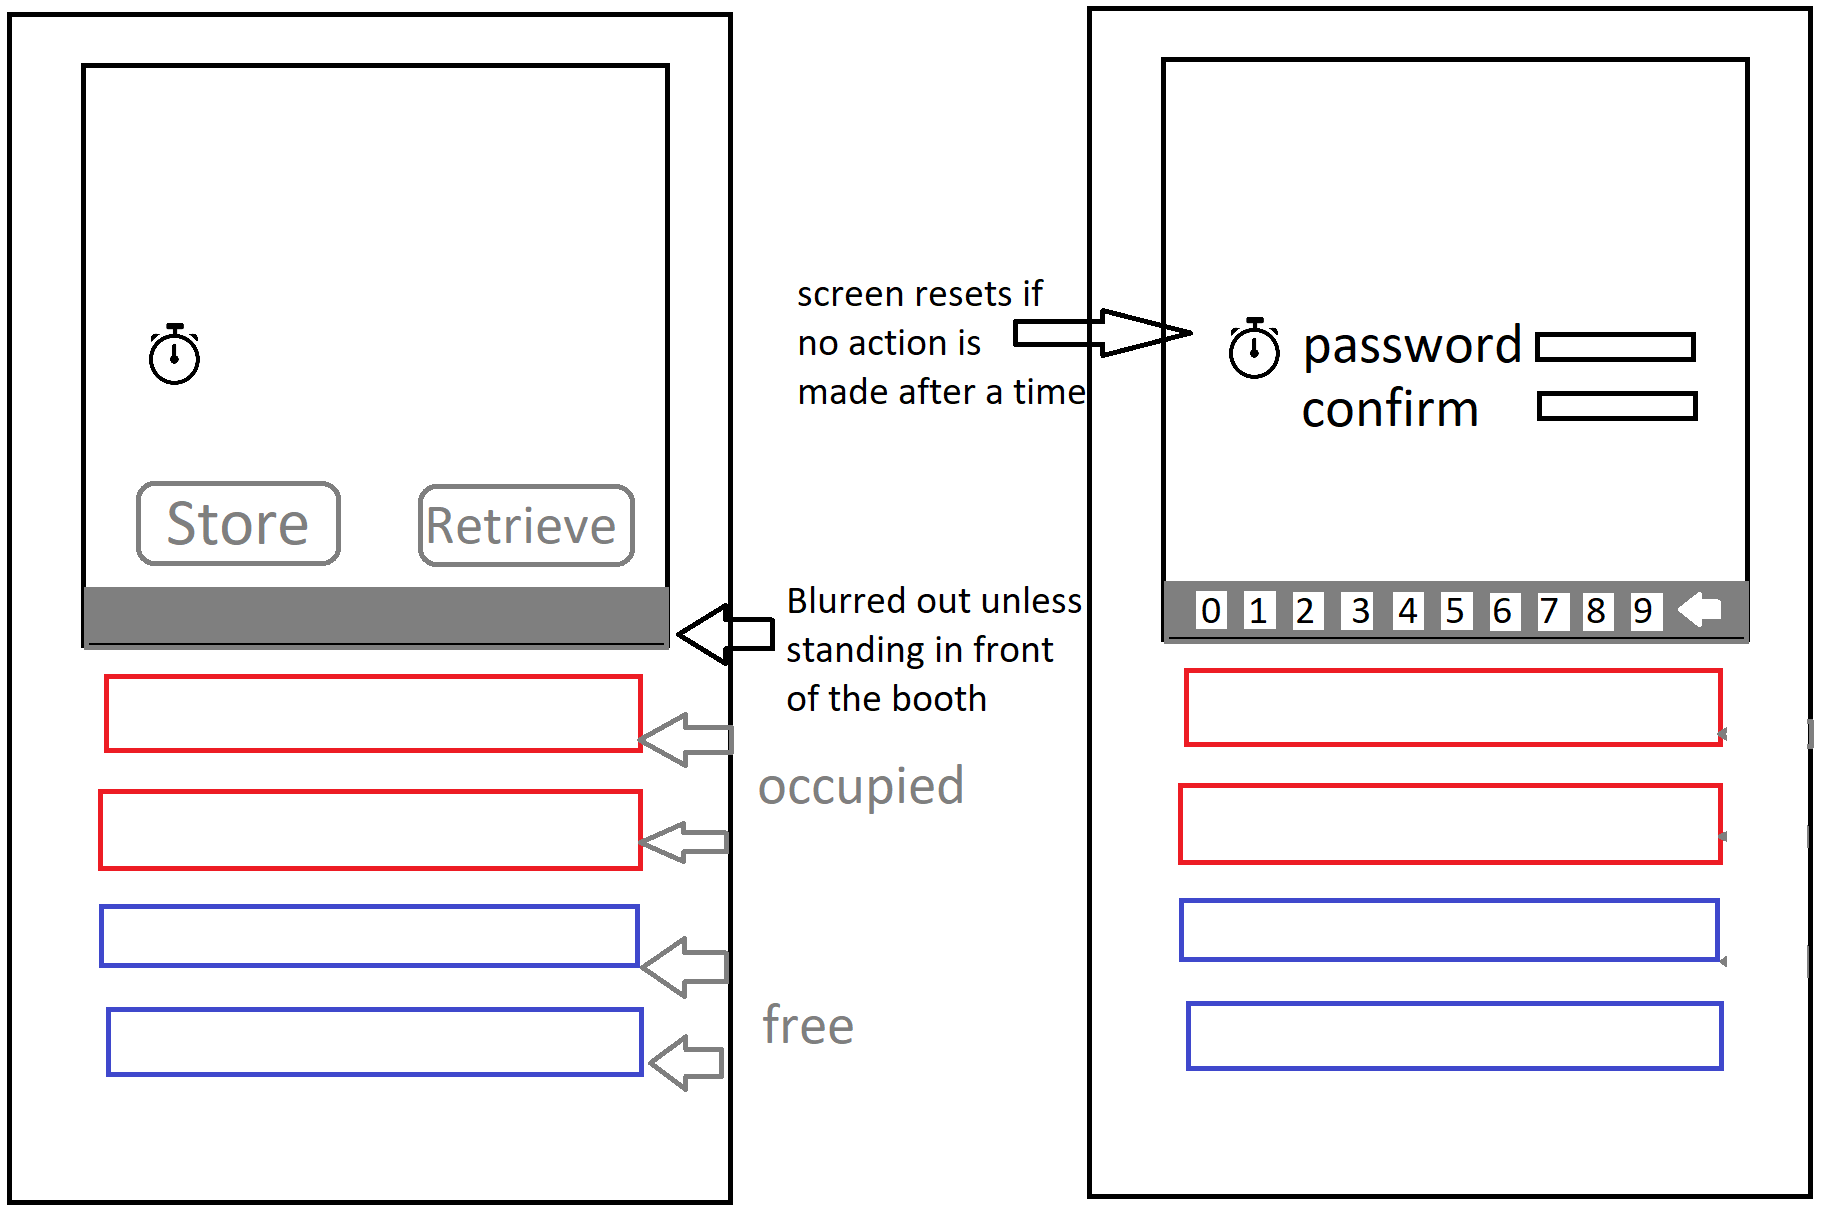 screen resets if
no action is
made after a time
password
confirm
Store
Retrieve
Blurred out unless
standing in front
of the booth
0 1 2 3 4 5 6 7 8 9
occupied
free